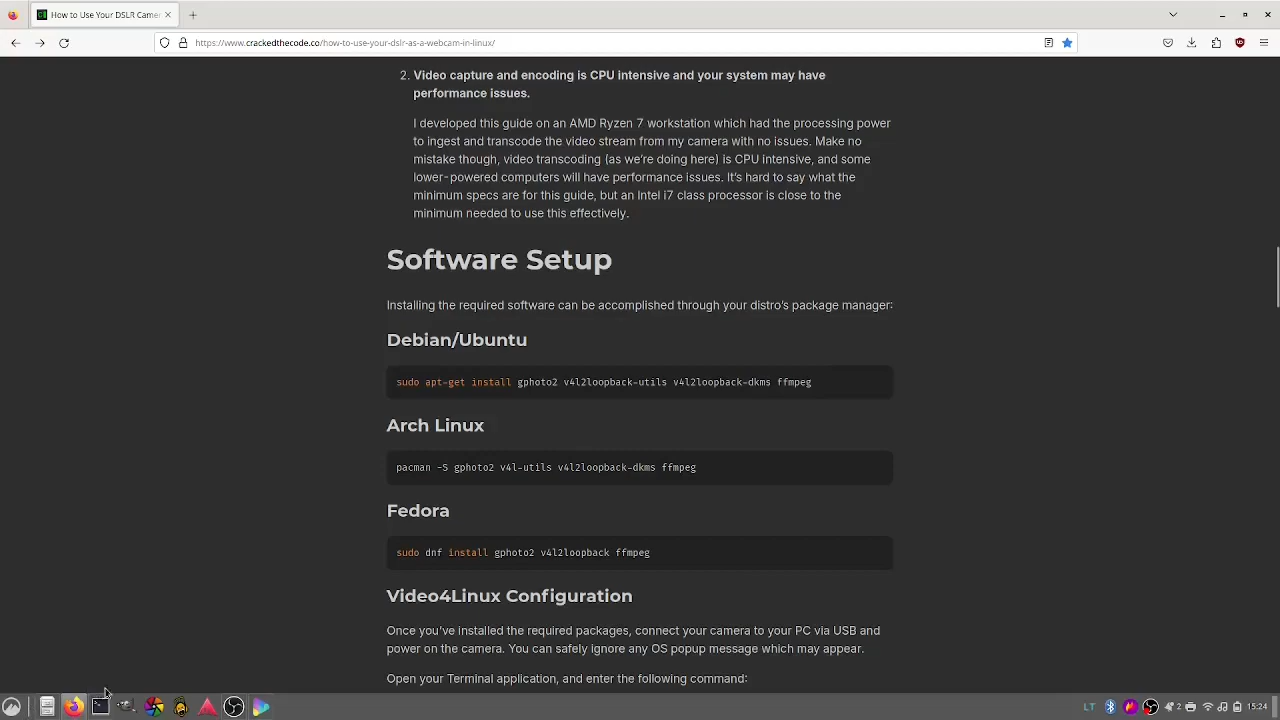 How to Use Your DSLR Camer
https://www.crackedthecode.co/how-to-use-your-dslr-as-a-webcam-in-linux/
2. Video capture and encoding is CPU intensive and your system may have
performance issues.
I developed this guide on an AMD Ryzen 7 workstation which had the processing power
to ingest and transcode the video stream from my camera with no issues. Make no
mistake though, video transcoding (as we're doing here) is CPU intensive, and some
lower-powered computers will have performance issues. It's hard to say what the
minimum specs are for this guide, but an Intel i7 class processor is close to the
minimum needed to use this effectively.
Software Setup
Installing the required software can be accomplished through your distro's package manager:
Debian/Ubuntu
sudo apt-get install gphoto2 v4l2loopback-utils v4l2loopback-dkms ffmpeg
Arch Linux
pacman -S gphoto2 v4l-utils v4l2loopback-dkms ffmpeg
Fedora
sudo dnf install gphoto2 v4l2loopback ffmpeg
Video4Linux Configuration
Once you've installed the required packages, connect your camera to your PC via USB and
power on the camera. You can safely ignore any OS popup message which may appear.
Open your Terminal application, and enter the following command:
LT 2 15:24